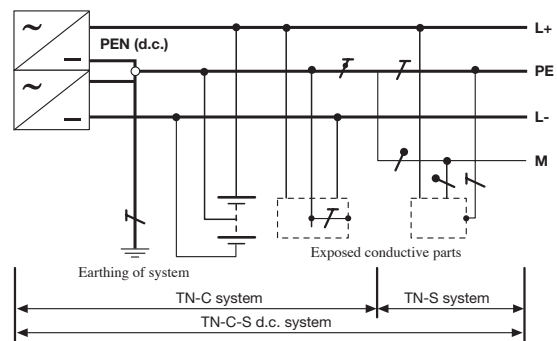 ~
PEN (d.c.)
L+
PE
~
L-
M
Exposed conductive parts
Earthing of system
TN-C system
TN-S system
TN-C-S d.c. system